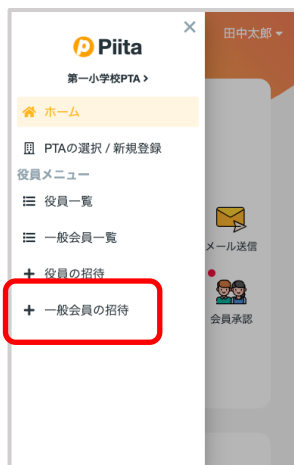 Piita
×
田中太郎▼
第一小学校PTA ›
ホーム
PTAの選択 / 新規登録
役員メニュー
役員一覧
一般会員一覧
メール送信
+ 役員の招待
+ 一般会員の招待
会員承認